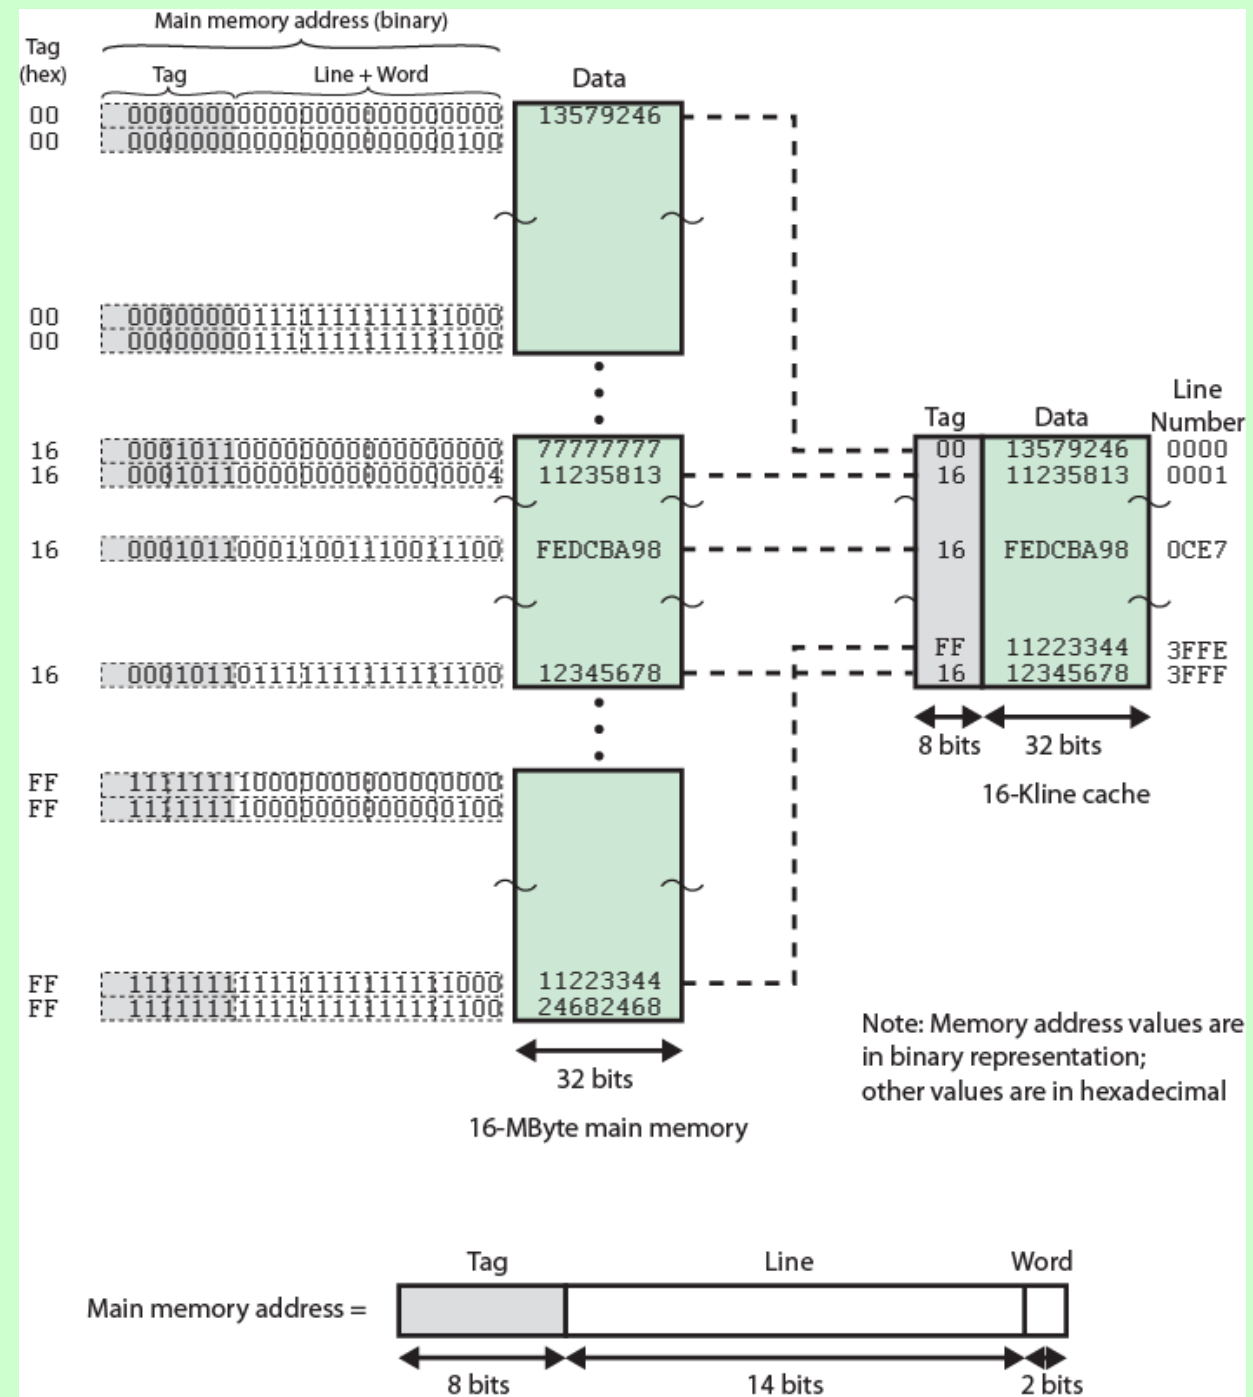 Main memory address (binary)
Tag
(hex)
Tag Line + Word Data
00 000000000000000000000000 13579246
00 000000000000000000000100
00 000000001111111111111000
00 000000001111111111111100
Line
Tag Data Number
16 000101100000000000000000 77777777 00 13579246 0000
16 000101100000000000000004 11235813 16 11235813 0001
16 000101100011001110011100 FEDCBA98 16 FEDCBA98 0CE7
FF 11223344 3FFE
16 000101101111111111111100 12345678 16 12345678 3FFF
8 bits 32 bits
16-Kline cache
FF 111111110000000000000000
FF 111111110000000000000100
FF 111111111111111111111000 11223344
FF 111111111111111111111100 24682468
32 bits
16-MByte main memory
Note: Memory address values are
in binary representation;
other values are in hexadecimal
Tag Line Word
Main memory address =
8 bits 14 bits 2 bits